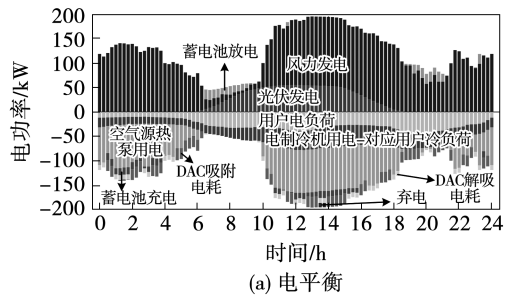 200
150
100
50
0
-50
-100
-150
-200
电功率/kW
蓄电池放电
风力发电
光伏发电
用户电负荷
电制冷机用电-对应用户冷负荷
空气源热
泵用电
DAC吸附
电耗
DAC解吸
电耗
蓄电池充电
弃电
0 2 4 6 8 10 12 14 16 18 20 22 24
时间/h
(a) 电平衡